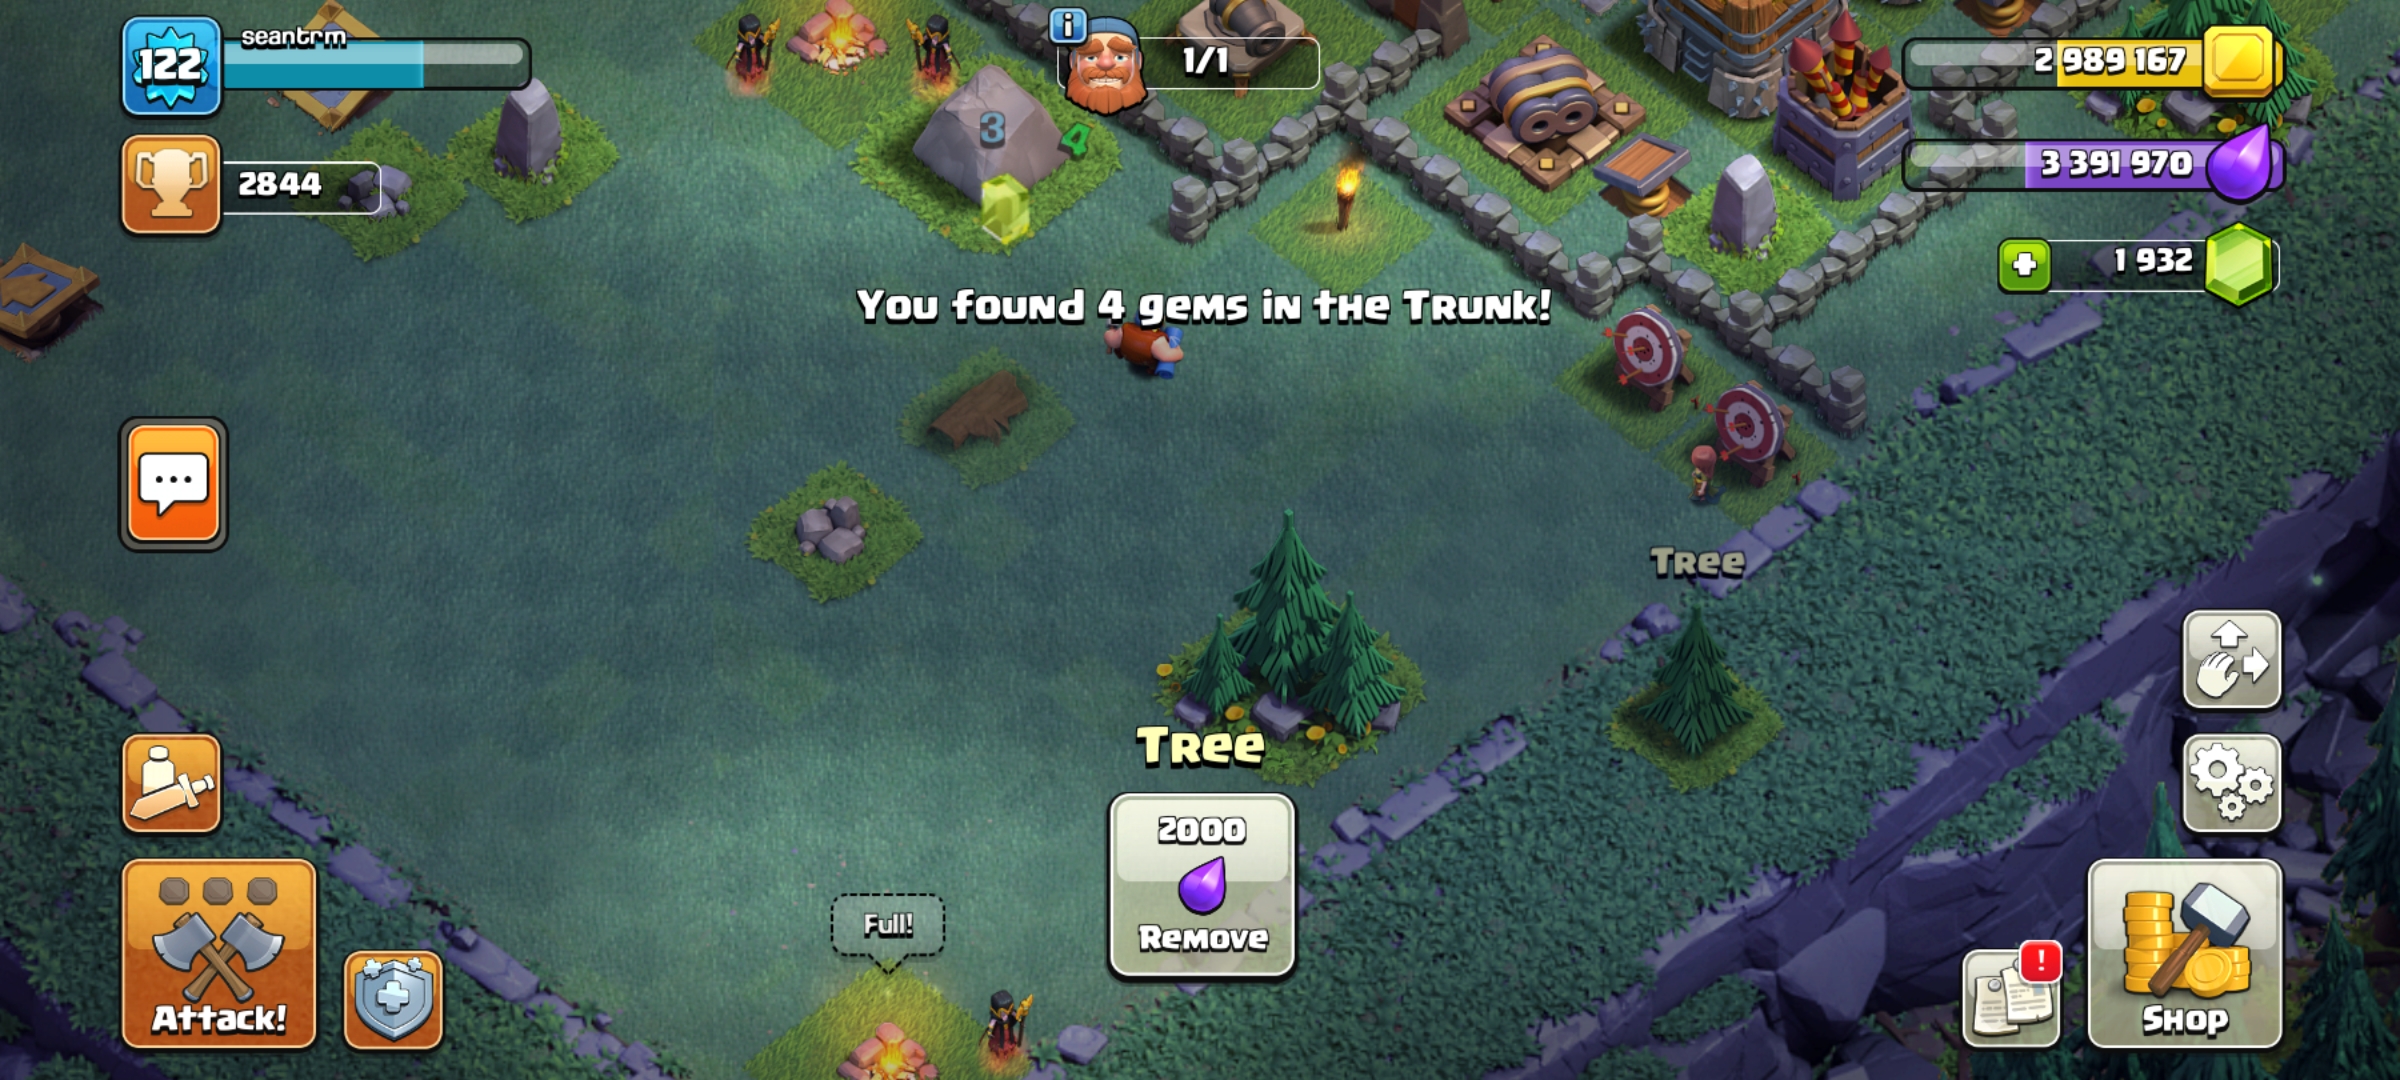 seantrm
122
1/1
2 989 167
2844
3
4
3 391 970
1 932
You found 4 gems in the Trunk!
Tree
Tree
2000
Remove
Full!
Attack!
!
Shop